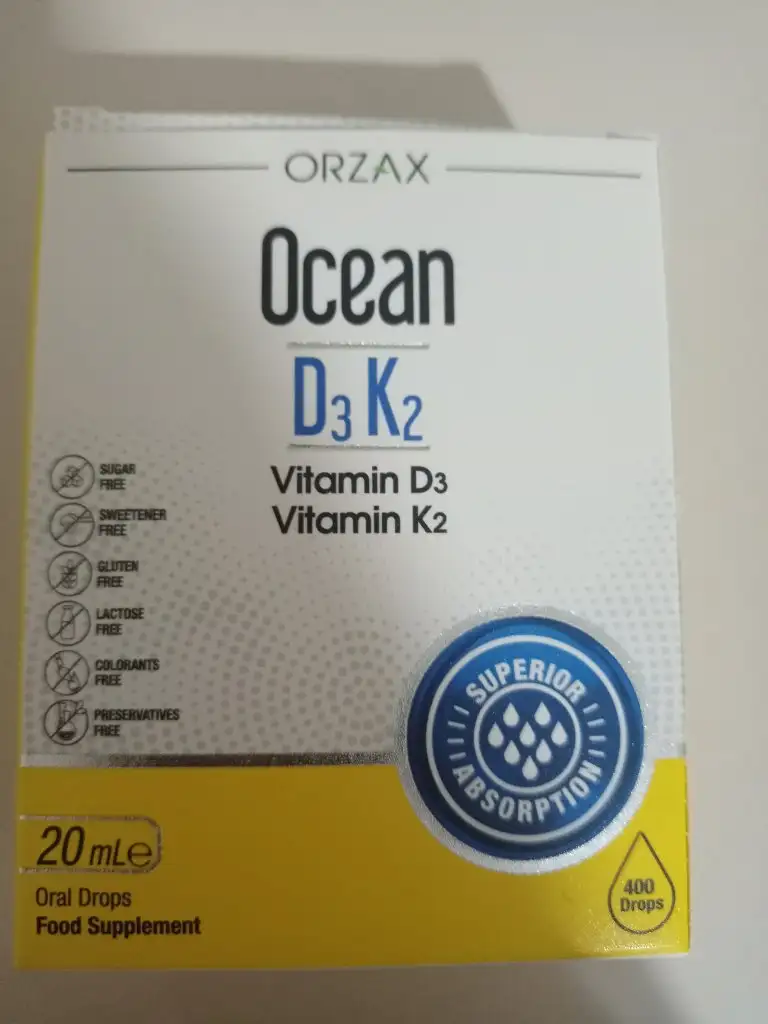 ORZAX
Ocean
D3 K2
Vitamin D3
Vitamin K2
SUGAR
FREE
SWEETENER
FREE
GLUTEN
FREE
LACTOSE
FREE
COLORANTS
FREE
PRESERVATIVES
FREE
SUPERIOR
ABSORPTION
20 mL℮
Oral Drops
Food Supplement
400
Drops